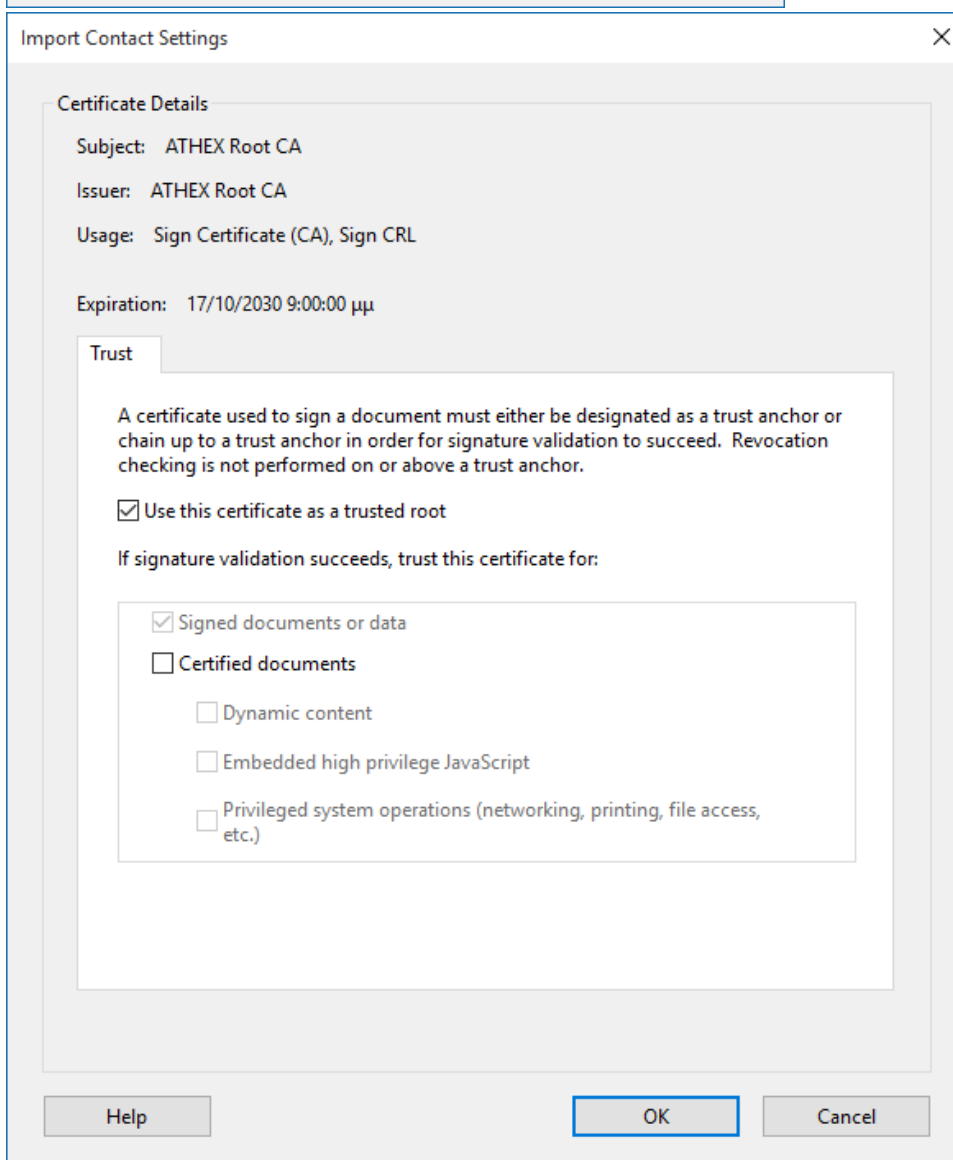 Import Contact Settings
Certificate Details
Subject: ATHEX Root CA
Issuer: ATHEX Root CA
Usage: Sign Certificate (CA), Sign CRL
Expiration: 17/10/2030 9:00:00 μμ
Trust
A certificate used to sign a document must either be designated as a trust anchor or
chain up to a trust anchor in order for signature validation to succeed. Revocation
checking is not performed on or above a trust anchor.
Use this certificate as a trusted root
If signature validation succeeds, trust this certificate for:
Signed documents or data
Certified documents
Dynamic content
Embedded high privilege JavaScript
Privileged system operations (networking, printing, file access,
etc.)
Help
OK
Cancel